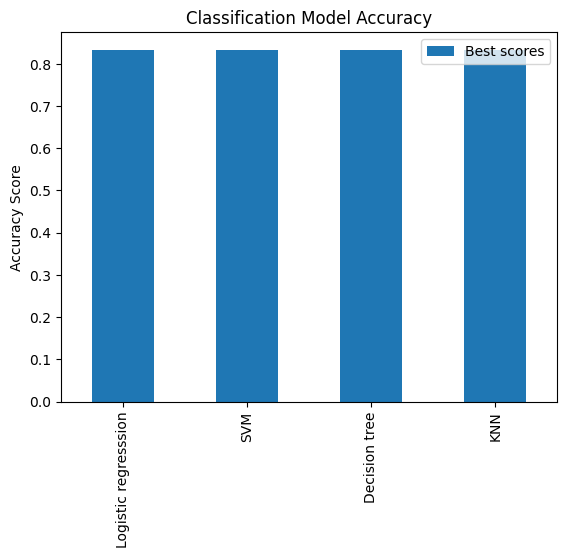 Classification Model Accuracy
Best scores
Accuracy Score
0.8
0.7
0.6
0.5
0.4
0.3
0.2
0.1
0.0
Logistic regresssion
SVM
Decision tree
KNN